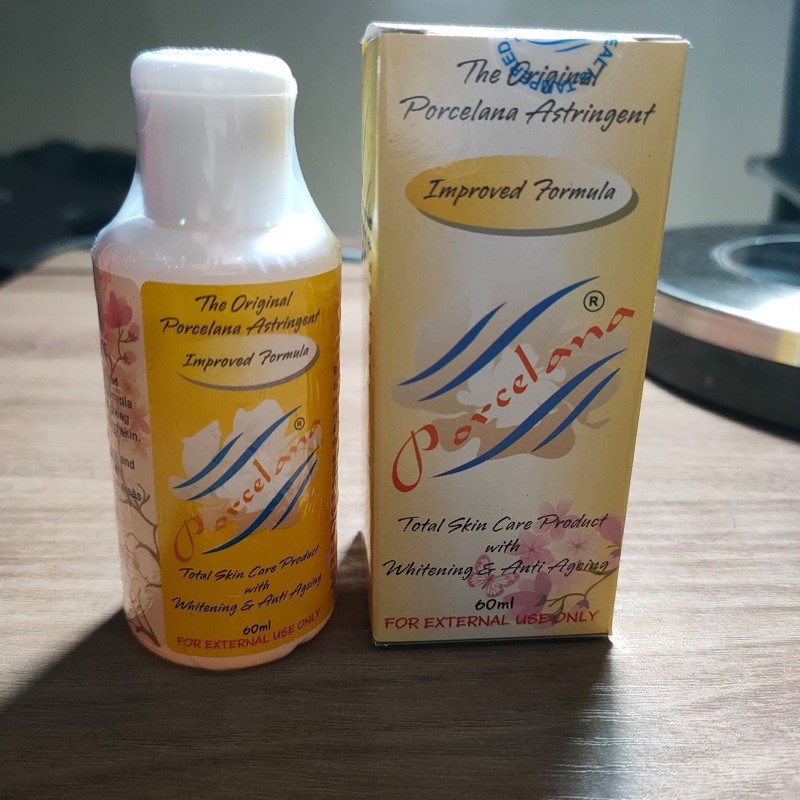 The Original
Porcelana Astringent
Improved Formula
Porcelana®
Total Skin Care Product
with
Whitening & Anti Ageing
60ml
FOR EXTERNAL USE ONLY
The Original
Porcelana Astringent
Improved Formula
Porcelana®
Total Skin Care Product
with
Whitening & Anti Ageing
60ml
FOR EXTERNAL USE ONLY